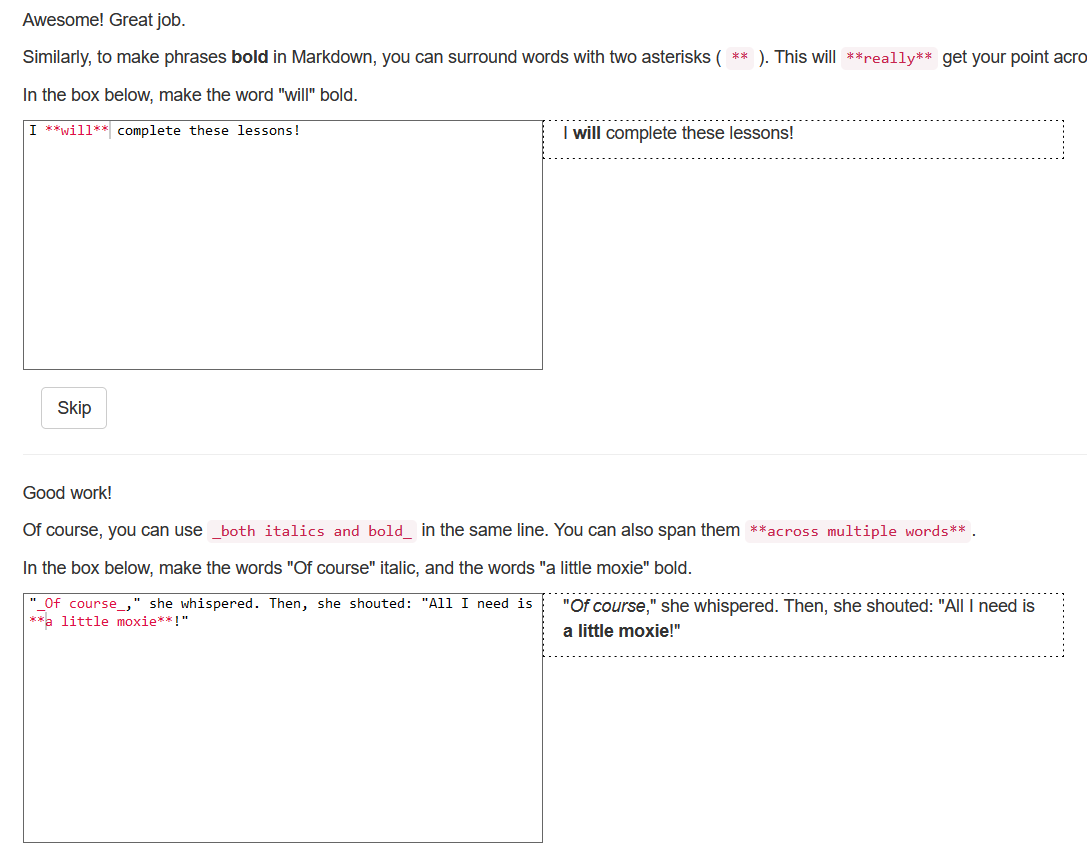 Awesome! Great job.
Similarly, to make phrases bold in Markdown, you can surround words with two asterisks ( ** ). This will **really** get your point acro
In the box below, make the word "will" bold.
I **will** complete these lessons!
I will complete these lessons!
Skip
Good work!
Of course, you can use _both italics and bold_ in the same line. You can also span them **across multiple words**.
In the box below, make the words "Of course" italic, and the words "a little moxie" bold.
"_Of course_," she whispered. Then, she shouted: "All I need is
**a little moxie**!"
"Of course," she whispered. Then, she shouted: "All I need is
a little moxie!"